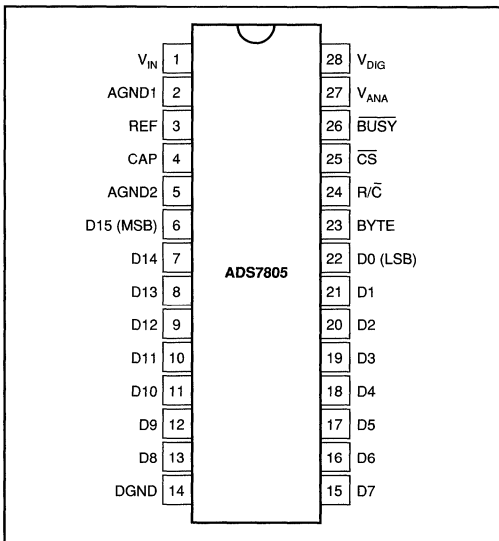 V_IN 1
AGND1 2
REF 3
CAP 4
AGND2 5
D15 (MSB) 6
D14 7
D13 8
D12 9
D11 10
D10 11
D9 12
D8 13
DGND 14
ADS7805
28 V_DIG
27 V_ANA
26 B̅U̅S̅Y̅
25 C̅S̅
24 R/C̅
23 BYTE
22 D0 (LSB)
21 D1
20 D2
19 D3
18 D4
17 D5
16 D6
15 D7